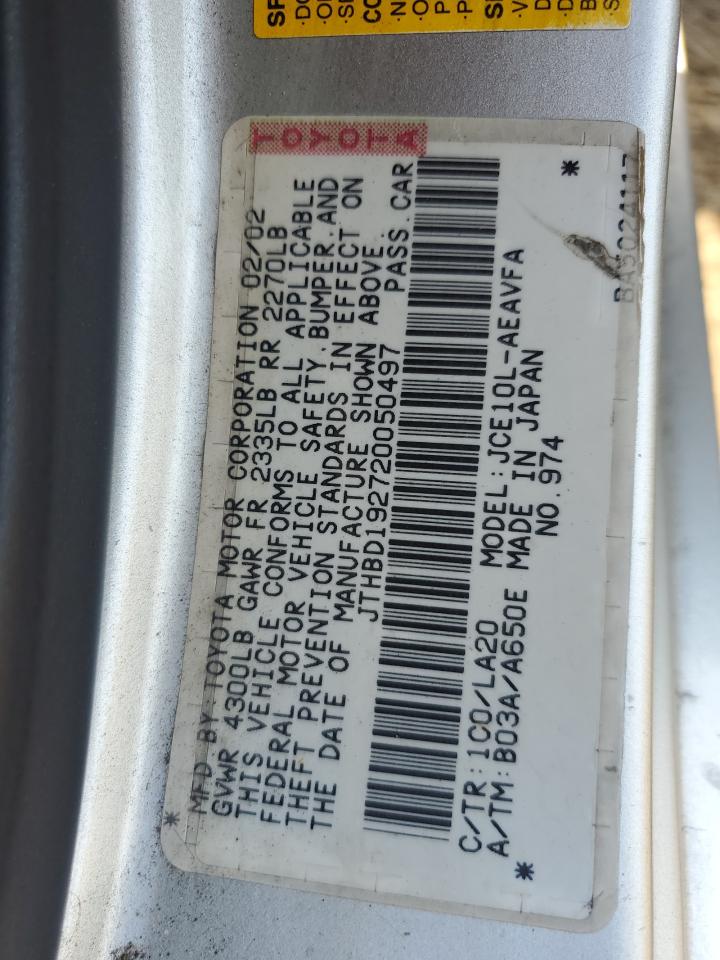 TOYOTA
MFD BY:TOYOTA MOTOR CORPORATION 02/02
GVWR 4300LB GAWR FR 2335LB RR 2270LB
THIS VEHICLE CONFORMS TO ALL APPLICABLE
FEDERAL MOTOR VEHICLE SAFETY, BUMPER, AND
THEFT PREVENTION STANDARDS IN EFFECT ON
THE DATE OF MANUFACTURE SHOWN ABOVE.
JTHBD192720050497 PASS.CAR
C/TR:1C0/LA20 MODEL:JCE10L-AEAVFA
A/TM:B03A/A650E MADE IN JAPAN
NO.974